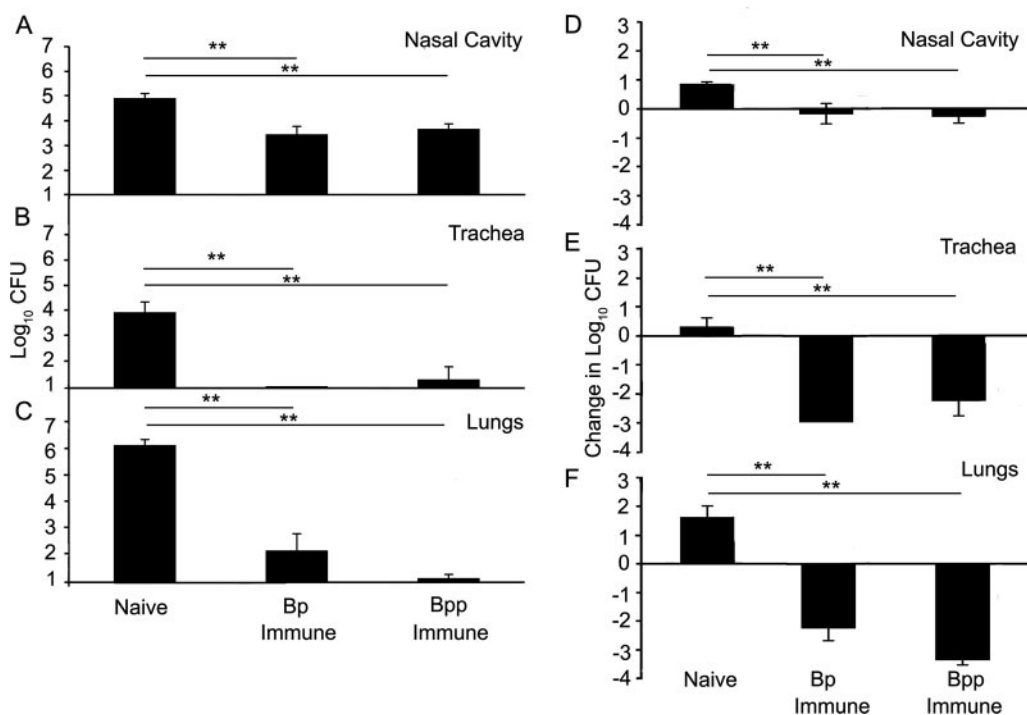 A
Nasal Cavity
**
**
7
6
5
4
3
2
1
B
Trachea
**
**
7
6
5
4
3
2
1
C
Lungs
**
**
7
6
5
4
3
2
1
Log10 CFU
Naive
Bp
Immune
Bpp
Immune
D
Nasal Cavity
**
**
3
2
1
0
-1
-2
-3
-4
E
Trachea
**
**
3
2
1
0
-1
-2
-3
-4
F
Lungs
**
**
3
2
1
0
-1
-2
-3
-4
Change in Log10 CFU
Naive
Bp
Immune
Bpp
Immune